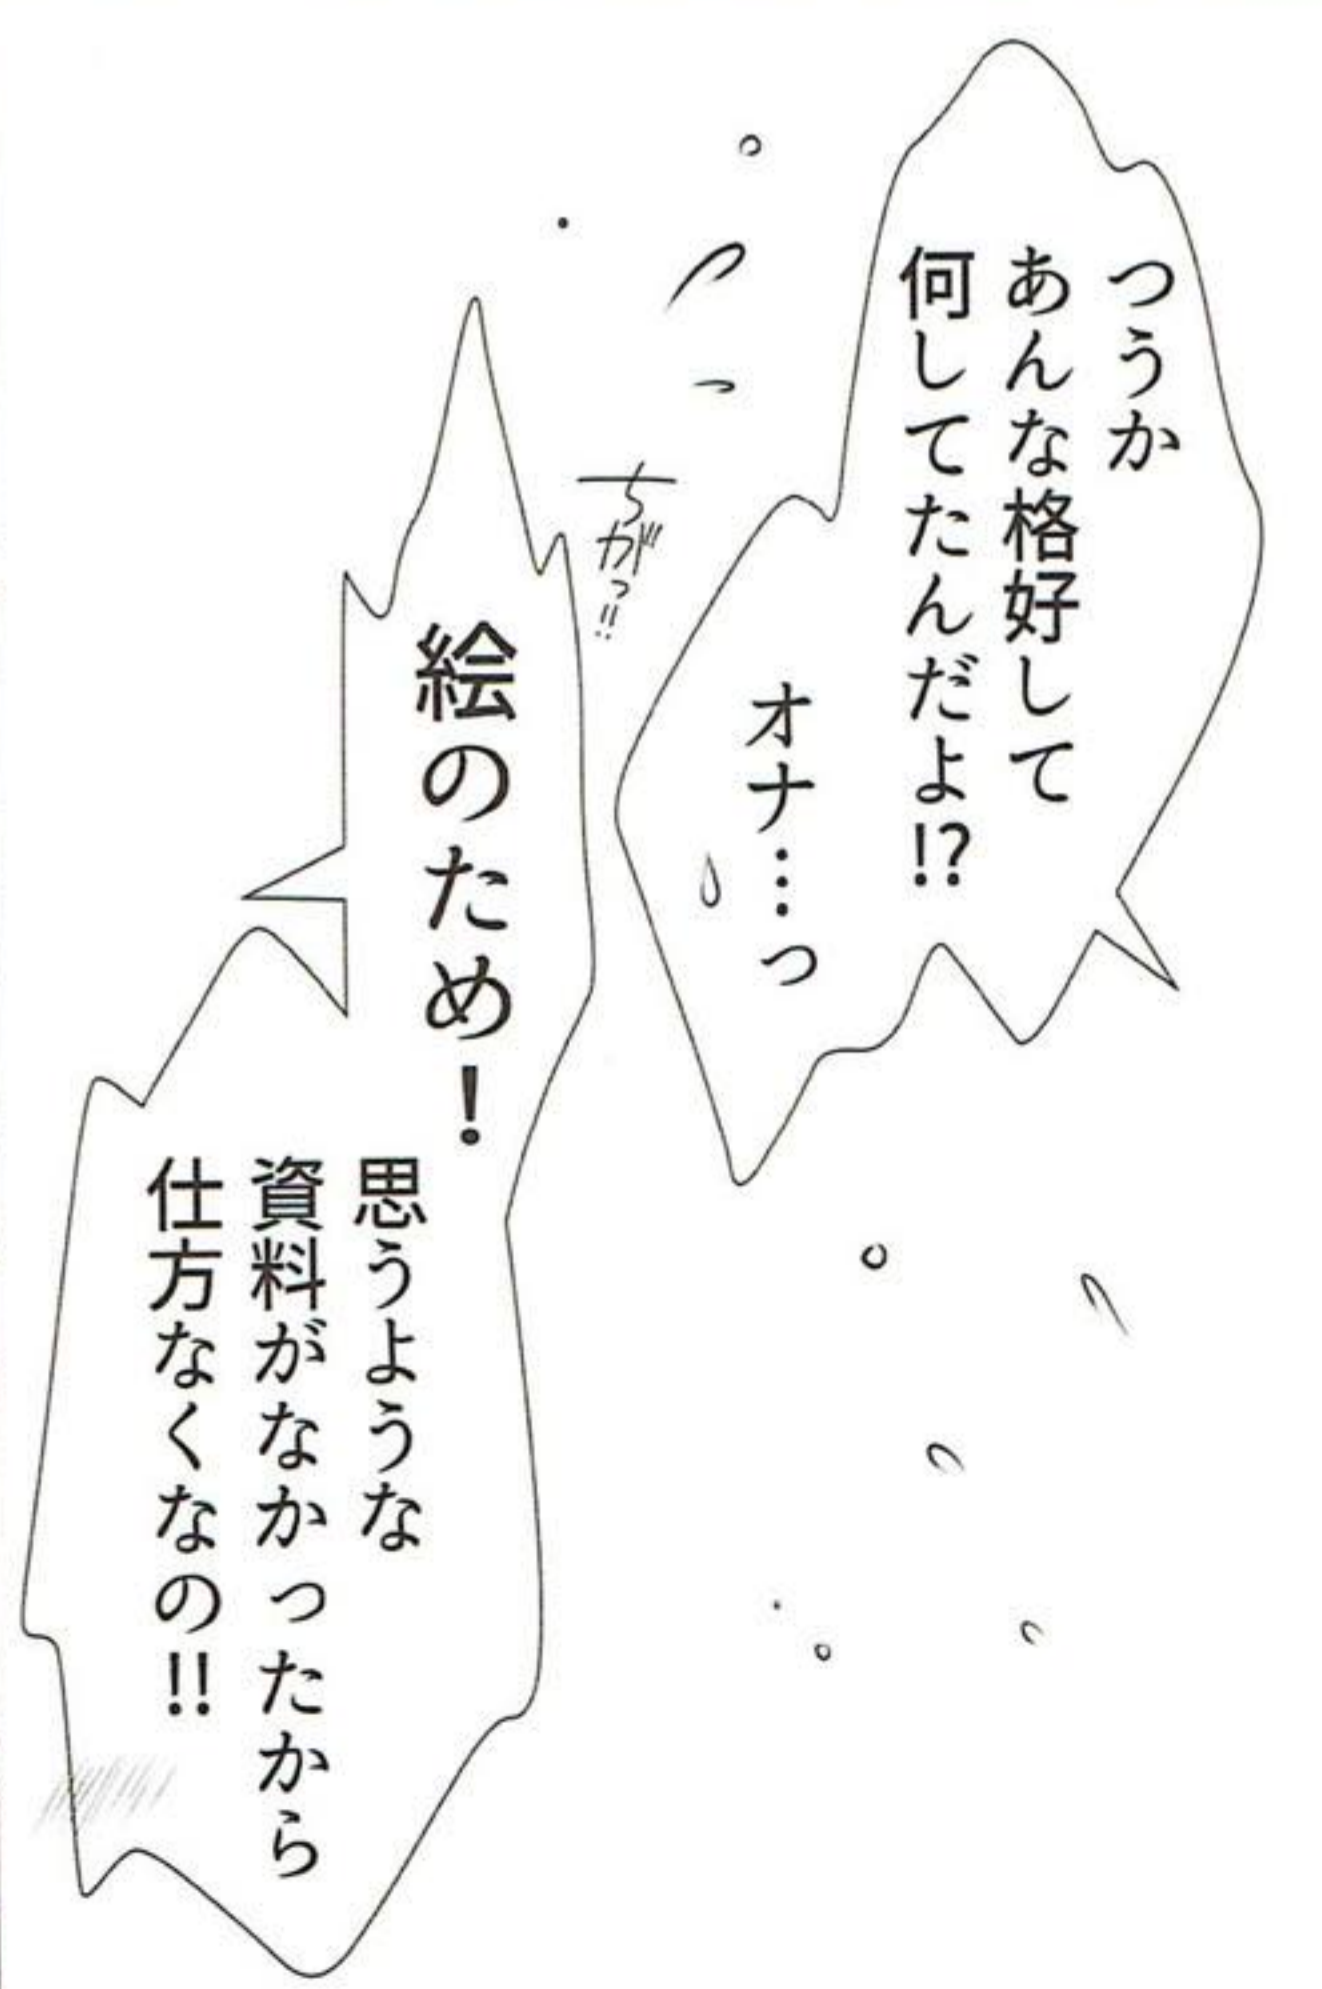 つうか
あんな格好して
何してたんだよ!?
オナ…っ
ちがっ!!
絵のため!
思うような
資料がなかったから
仕方なくなの!!